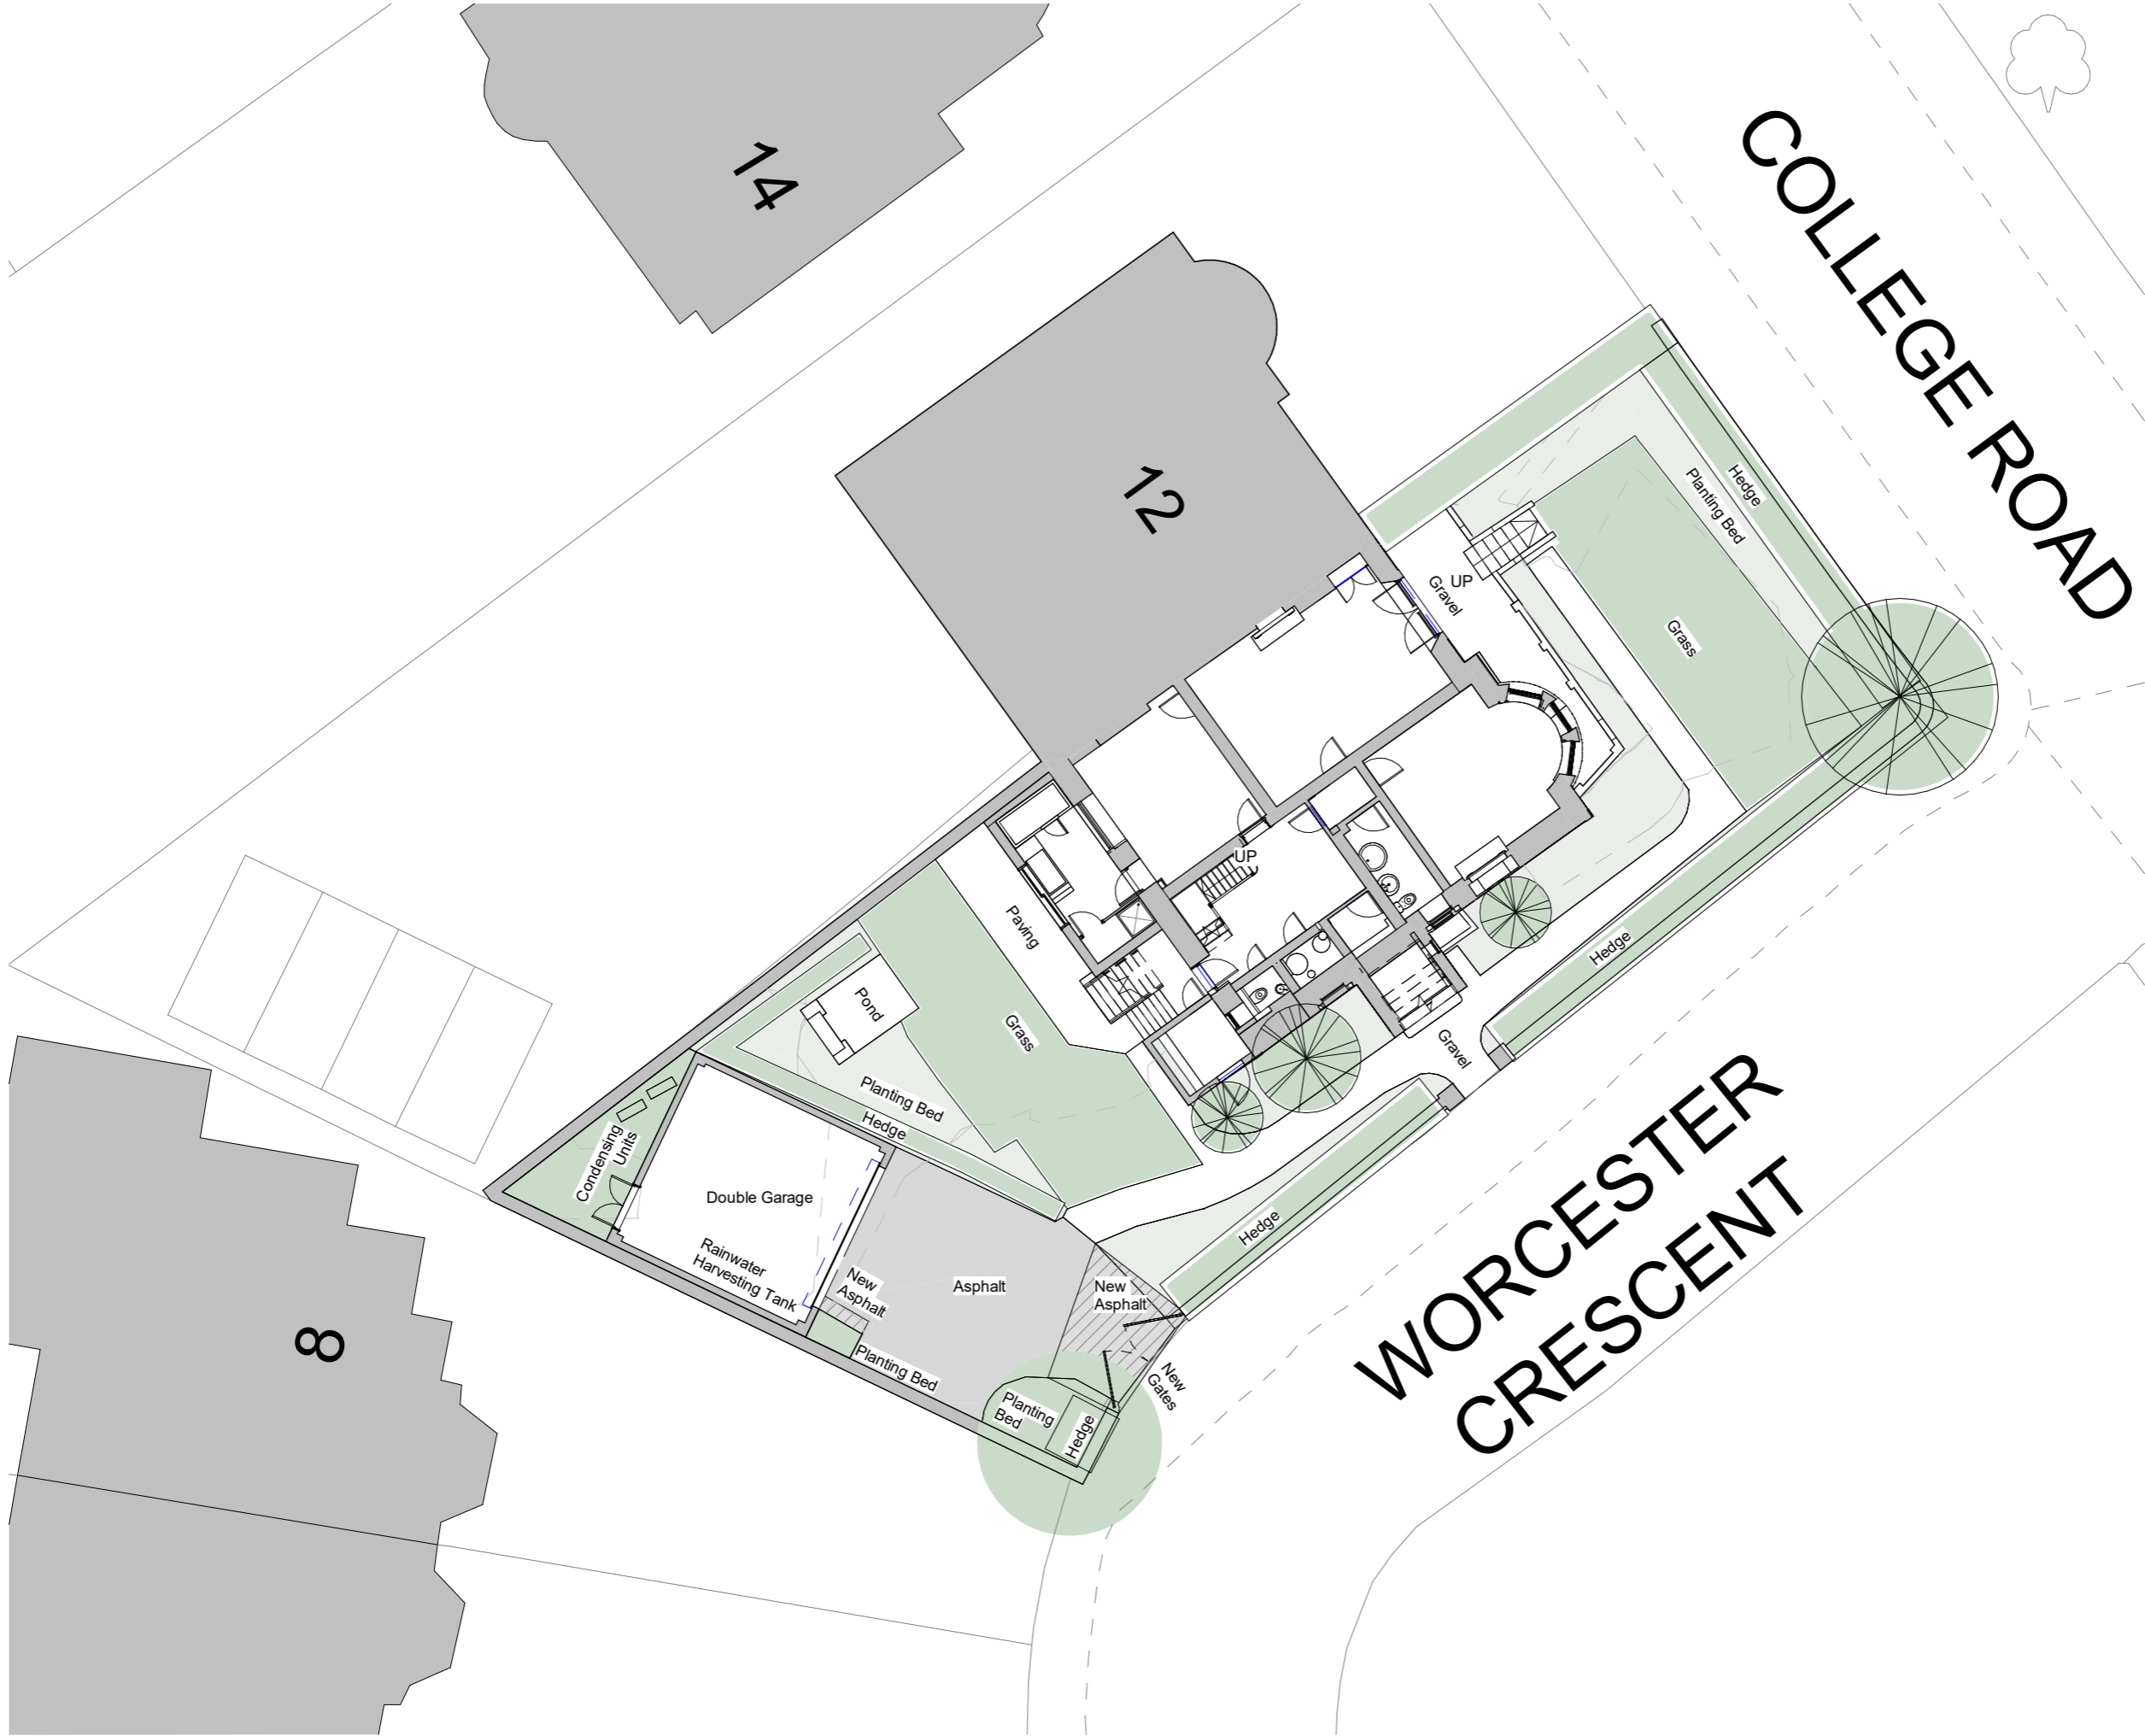 14
COLLEGE ROAD
12
Hedge
Planting Bed
UP
Gravel
Grass
UP
Paving
Hedge
Pond
Grass
Gravel
Planting Bed
Hedge
Condensing
Units
Double Garage
Rainwater
Harvesting Tank
New
Asphalt
Asphalt
New
Asphalt
Hedge
WORCESTER
CRESCENT
8
Planting Bed
New
Gates
Planting
Bed
Hedge